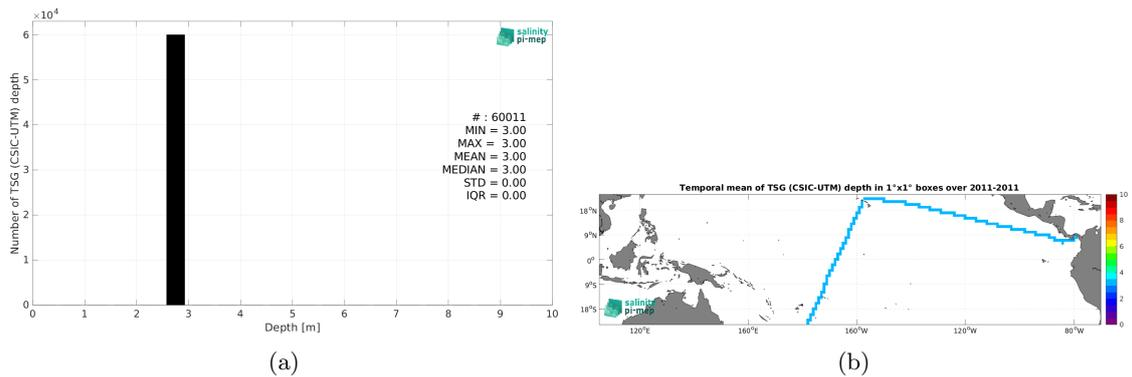 ×10⁴
6
5
4
3
2
1
0
Number of TSG (CSIC-UTM) depth
salinity
pi-mep
# : 60011
MIN = 3.00
MAX = 3.00
MEAN = 3.00
MEDIAN = 3.00
STD = 0.00
IQR = 0.00
0 1 2 3 4 5 6 7 8 9 10
Depth [m]
(a)
Temporal mean of TSG (CSIC-UTM) depth in 1°x1° boxes over 2011-2011
18°N
9°N
0°
9°S
18°S
salinity
pi-mep
120°E 160°E 160°W 120°W 80°W
10
8
6
4
2
0
(b)